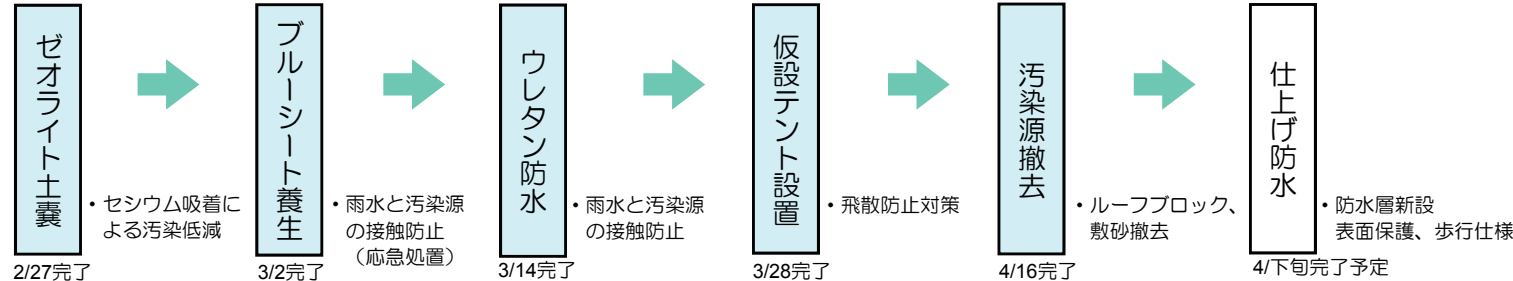 ゼオライト土嚢
・セシウム吸着に
よる汚染低減
2/27完了
ブルーシート養生
・雨水と汚染源
の接触防止
（応急処置）
3/2完了
ウレタン防水
・雨水と汚染源
の接触防止
3/14完了
仮設テント設置
・飛散防止対策
3/28完了
汚染源撤去
・ルーフブロック、
敷砂撤去
4/16完了
仕上げ防水
・防水層新設
表面保護、歩行仕様
4/下旬完了予定